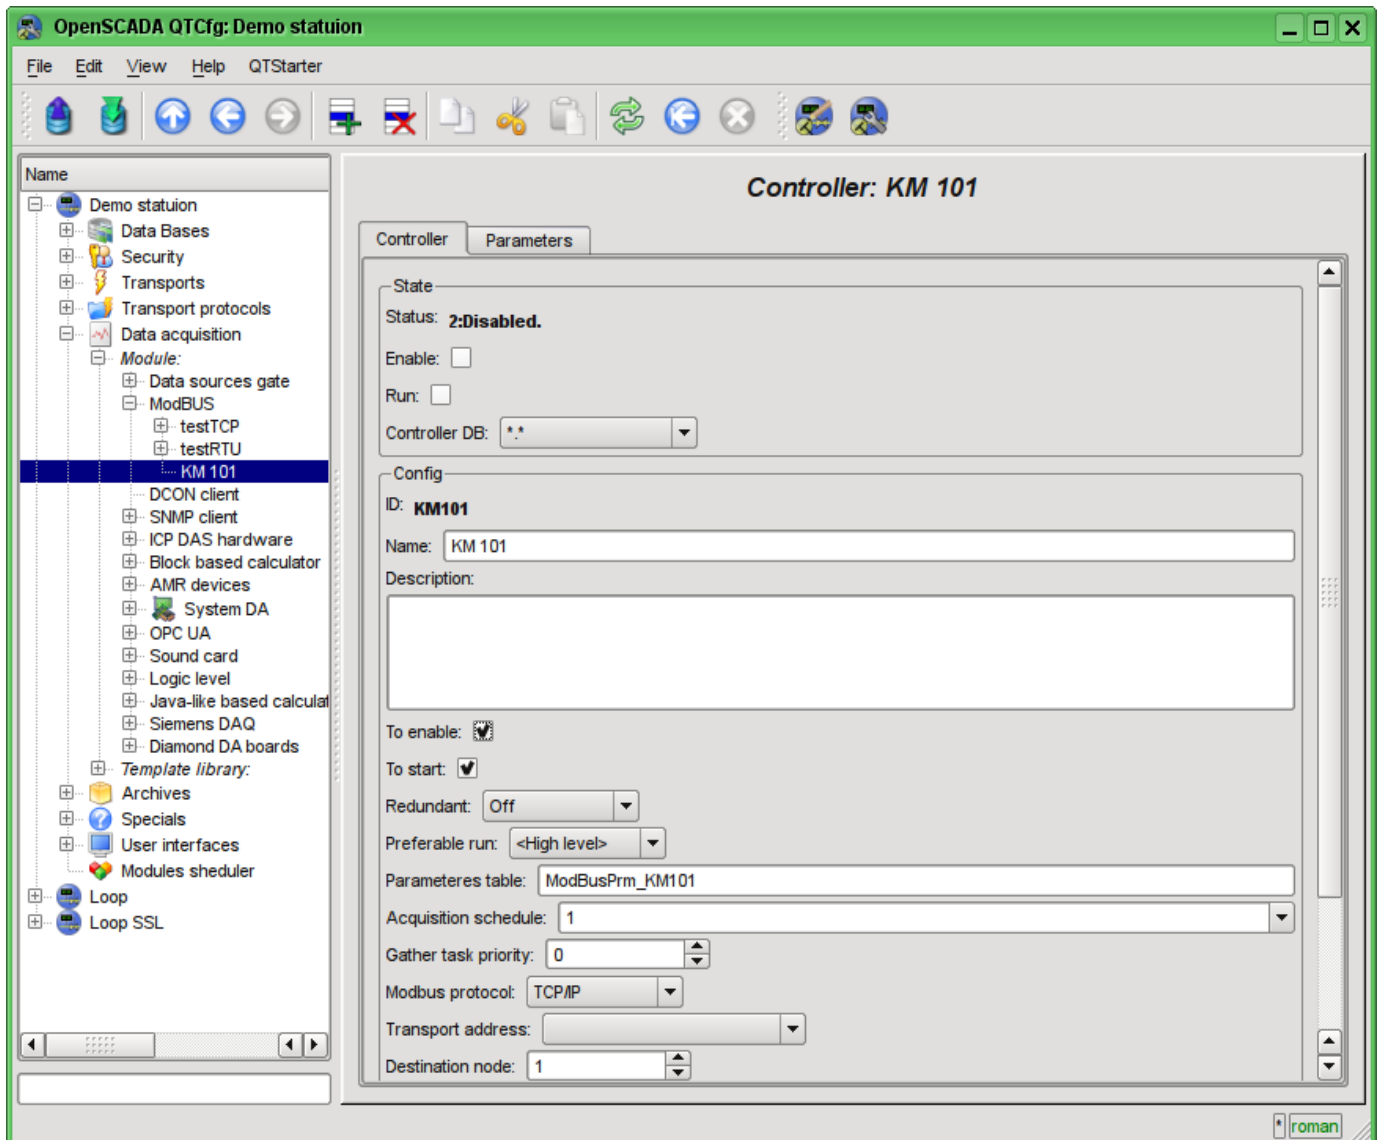 OpenSCADA QTCfg: Demo statuion
File Edit View Help QTStarter
Name
Demo statuion
Data Bases
Security
Transports
Transport protocols
Data acquisition
Module:
Data sources gate
ModBUS
testTCP
testRTU
KM 101
DCON client
SNMP client
ICP DAS hardware
Block based calculator
AMR devices
System DA
OPC UA
Sound card
Logic level
Java-like based calculat
Siemens DAQ
Diamond DA boards
Template library:
Archives
Specials
User interfaces
Modules sheduler
Loop
Loop SSL
Controller: KM 101
Controller Parameters
State
Status: 2:Disabled.
Enable:
Run:
Controller DB: *.*
Config
ID: KM101
Name: KM 101
Description:
To enable:
To start:
Redundant: Off
Preferable run: <High level>
Parameteres table: ModBusPrm_KM101
Acquisition schedule: 1
Gather task priority: 0
Modbus protocol: TCP/IP
Transport address:
Destination node: 1
* roman